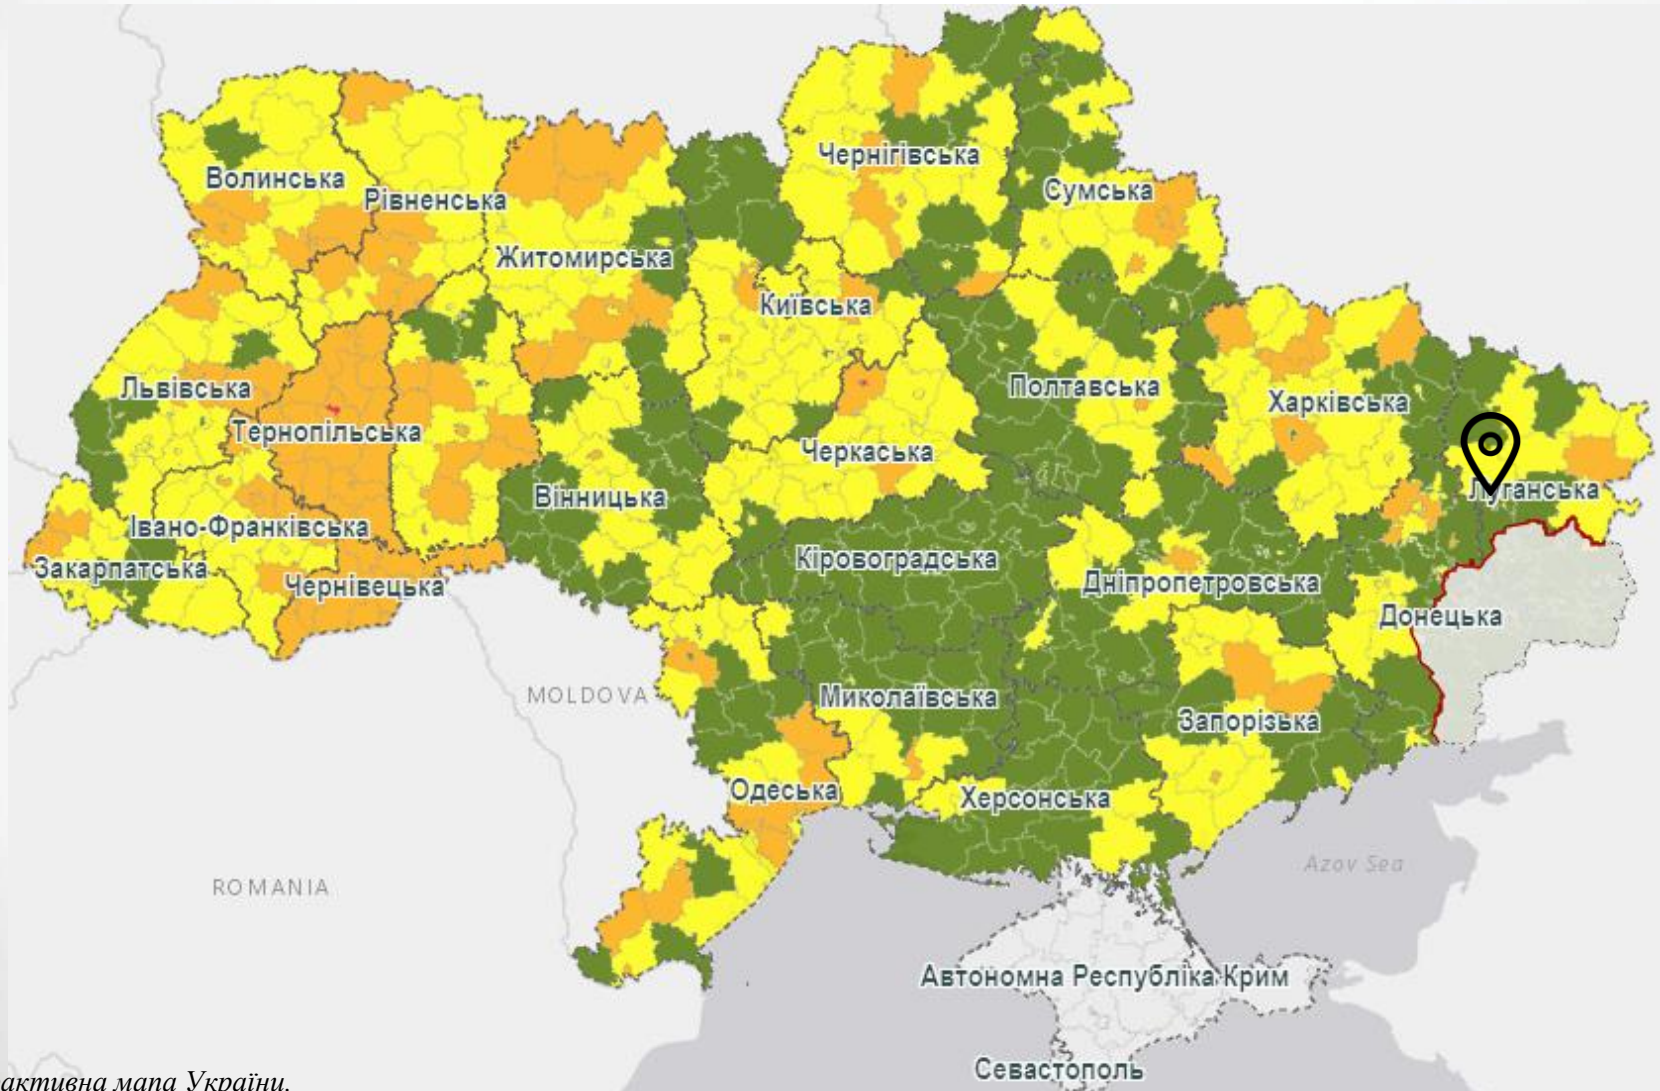 Чернігівська
Волинська
Сумська
Рівненська
Житомирська
Київська
Львівська
Полтавська
Харківська
Тернопільська
Черкаська
Вінницька
Луганська
Івано-Франківська
Кіровоградська
Закарпатська
Чернівецька
Дніпропетровська
Донецька
MOLDOVA
Миколаївська
Запорізька
Одеська
Херсонська
Azov Sea
ROMANIA
Автономна Республіка Крим
Севастополь
активна мапа України.